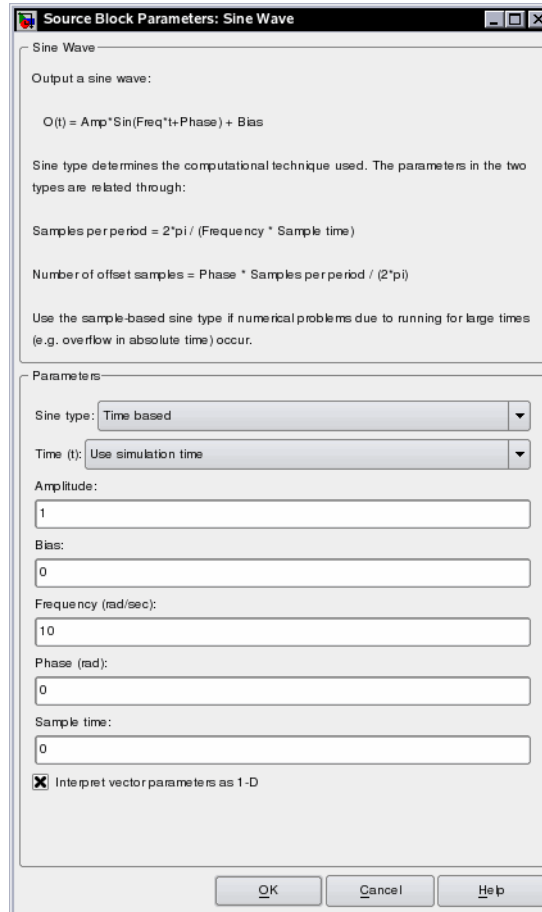 Source Block Parameters: Sine Wave
Sine Wave
Output a sine wave:
O(t) = Amp*Sin(Freq*t+Phase) + Bias
Sine type determines the computational technique used. The parameters in the two
types are related through:
Samples per period = 2*pi / (Frequency * Sample time)
Number of offset samples = Phase * Samples per period / (2*pi)
Use the sample-based sine type if numerical problems due to running for large times
(e.g. overflow in absolute time) occur.
Parameters
Sine type: Time based
Time (t): Use simulation time
Amplitude:
1
Bias:
0
Frequency (rad/sec):
10
Phase (rad):
0
Sample time:
0
Interpret vector parameters as 1-D
OK Cancel Help